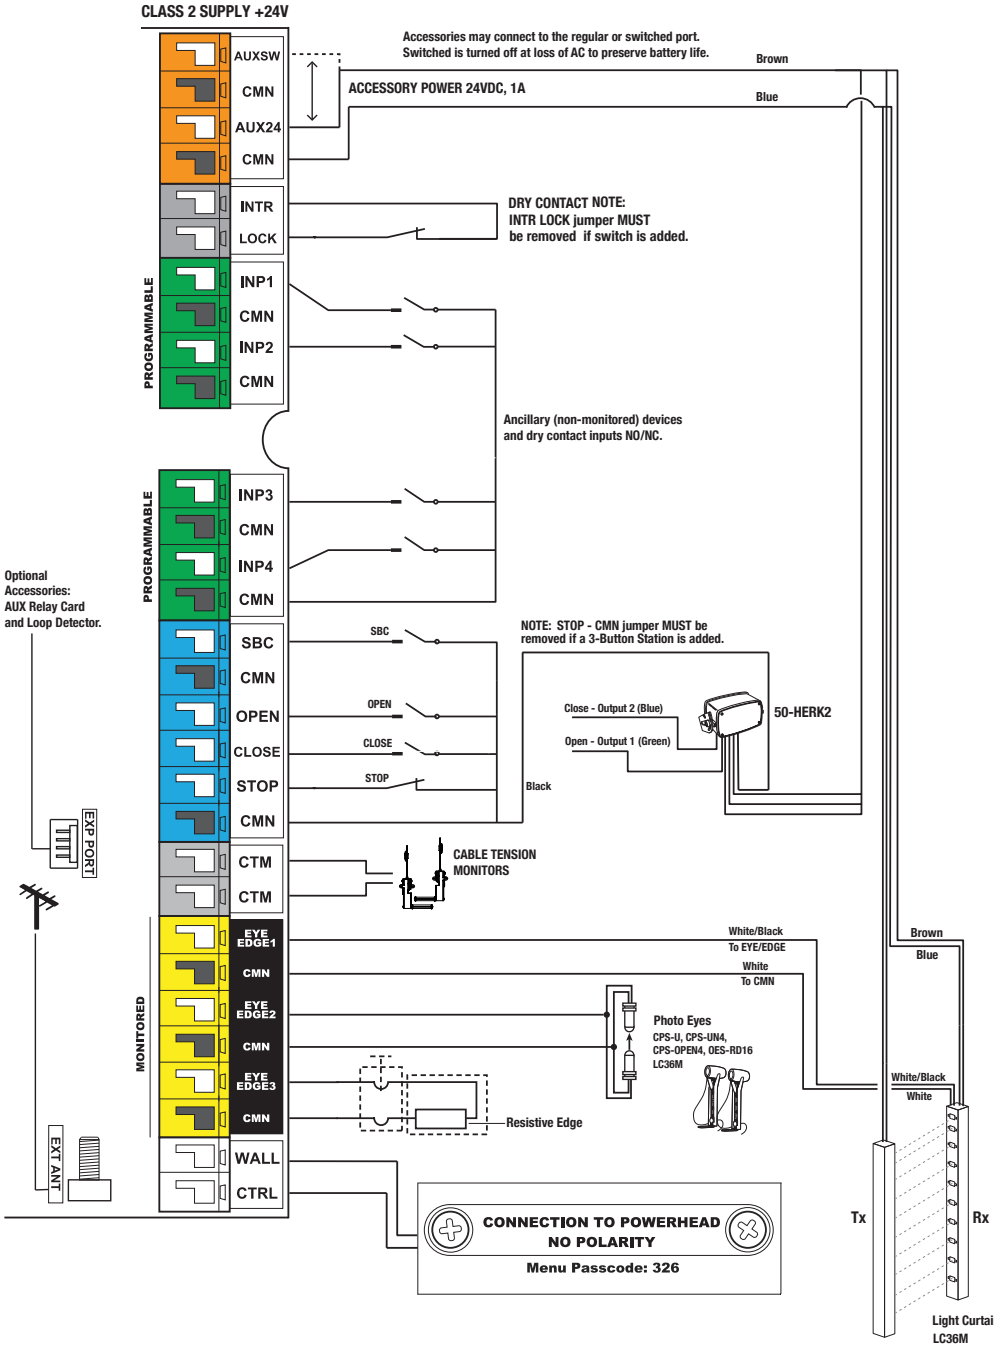 CLASS 2 SUPPLY +24V
Accessories may connect to the regular or switched port.
Switched is turned off at loss of AC to preserve battery life.
Brown
AUXSW
CMN
ACCESSORY POWER 24VDC, 1A
Blue
AUX24
CMN
INTR
LOCK
DRY CONTACT NOTE:
INTR LOCK jumper MUST
be removed if switch is added.
PROGRAMMABLE
INP1
CMN
INP2
CMN
Ancillary (non-monitored) devices
and dry contact inputs NO/NC.
PROGRAMMABLE
INP3
CMN
INP4
CMN
Optional
Accessories:
AUX Relay Card
and Loop Detector.
SBC
SBC
CMN
OPEN
OPEN
CLOSE
CLOSE
STOP
STOP
CMN
NOTE: STOP - CMN jumper MUST be
removed if a 3-Button Station is added.
Close - Output 2 (Blue)
50-HERK2
Open - Output 1 (Green)
Black
EXP PORT
CTM
CTM
CABLE TENSION
MONITORS
MONITORED
EYE
EDGE1
CMN
EYE
EDGE2
CMN
EYE
EDGE3
CMN
White/Black
To EYE/EDGE
White
To CMN
Brown
Blue
Photo Eyes
CPS-U, CPS-UN4,
CPS-OPEN4, OES-RD16
LC36M
White/Black
White
Resistive Edge
EXT ANT
WALL
CTRL
CONNECTION TO POWERHEAD
NO POLARITY
Menu Passcode: 326
Tx
Rx
Light Curtai
LC36M